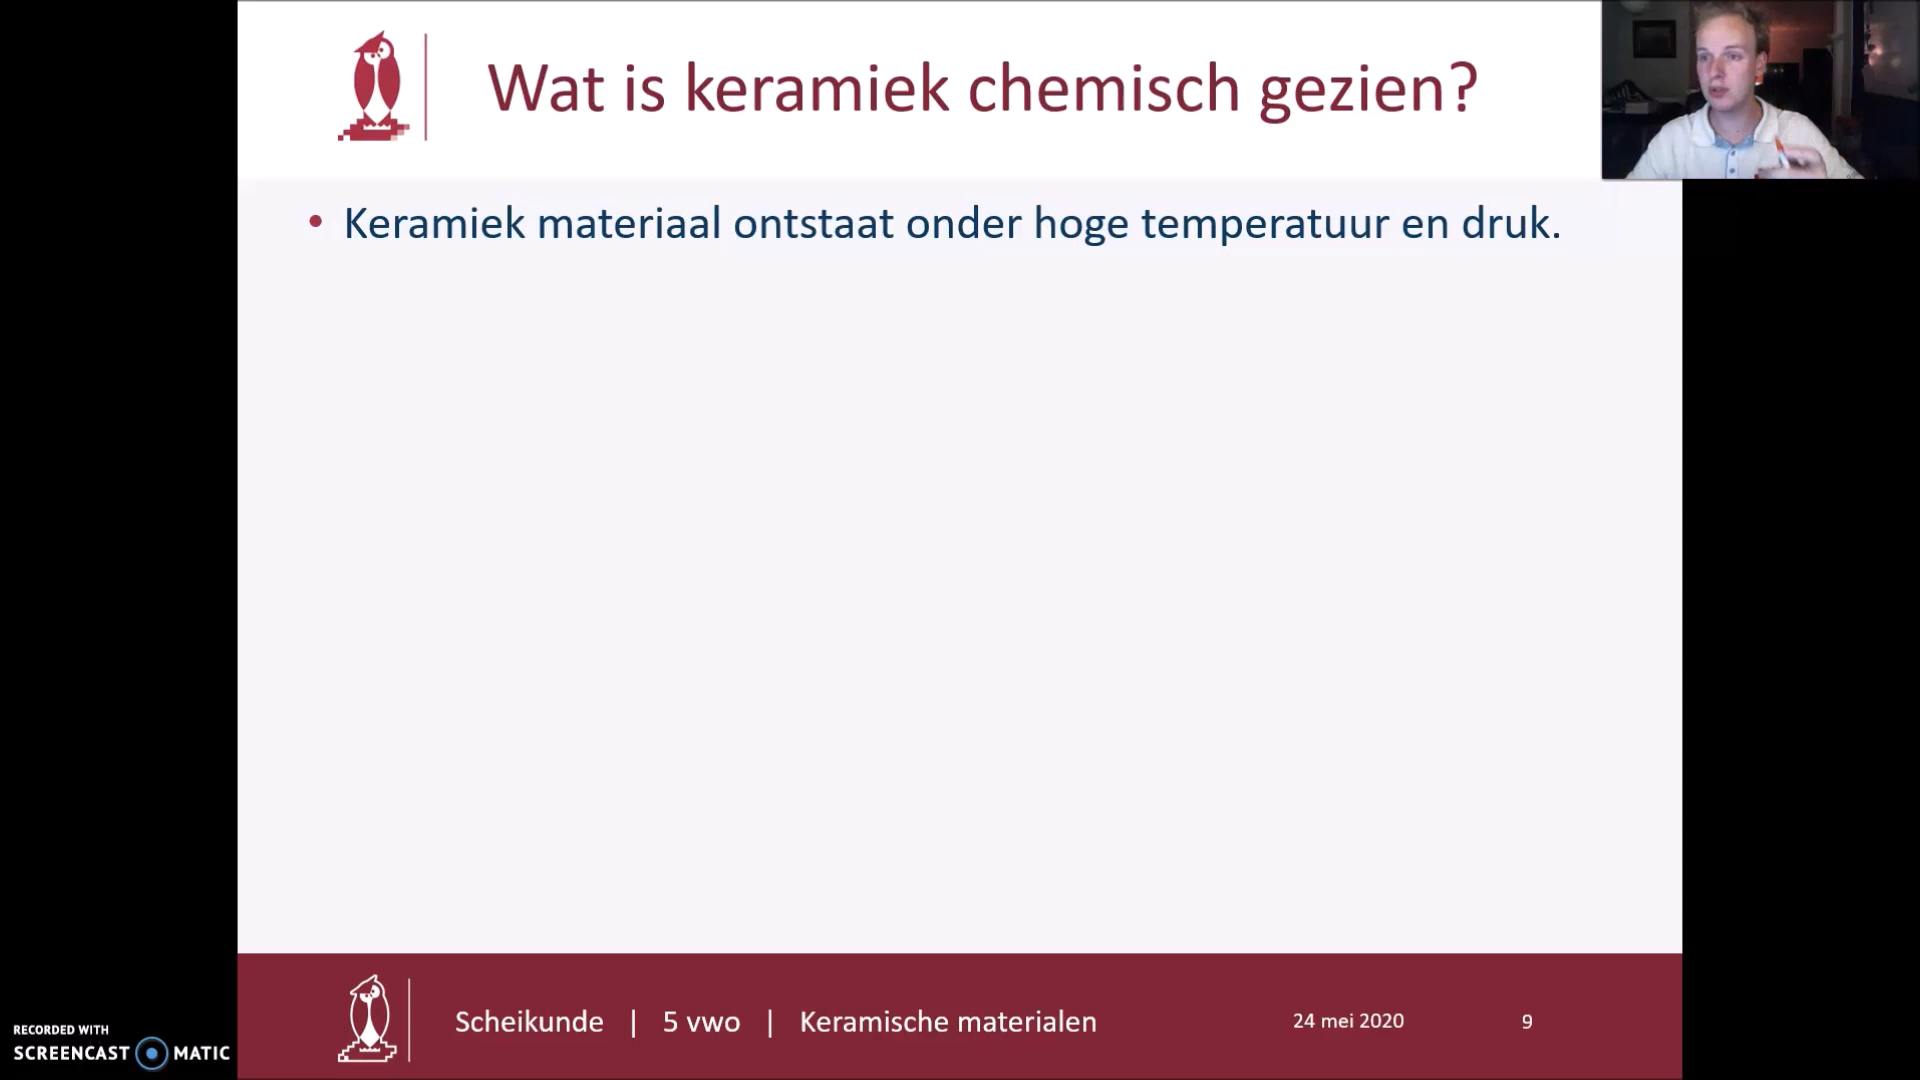 Wat is keramiek chemisch gezien?
• Keramiek materiaal ontstaat onder hoge temperatuur en druk.
Scheikunde | 5 vwo | Keramische materialen 24 mei 2020 9
RECORDED WITH
SCREENCAST MATIC